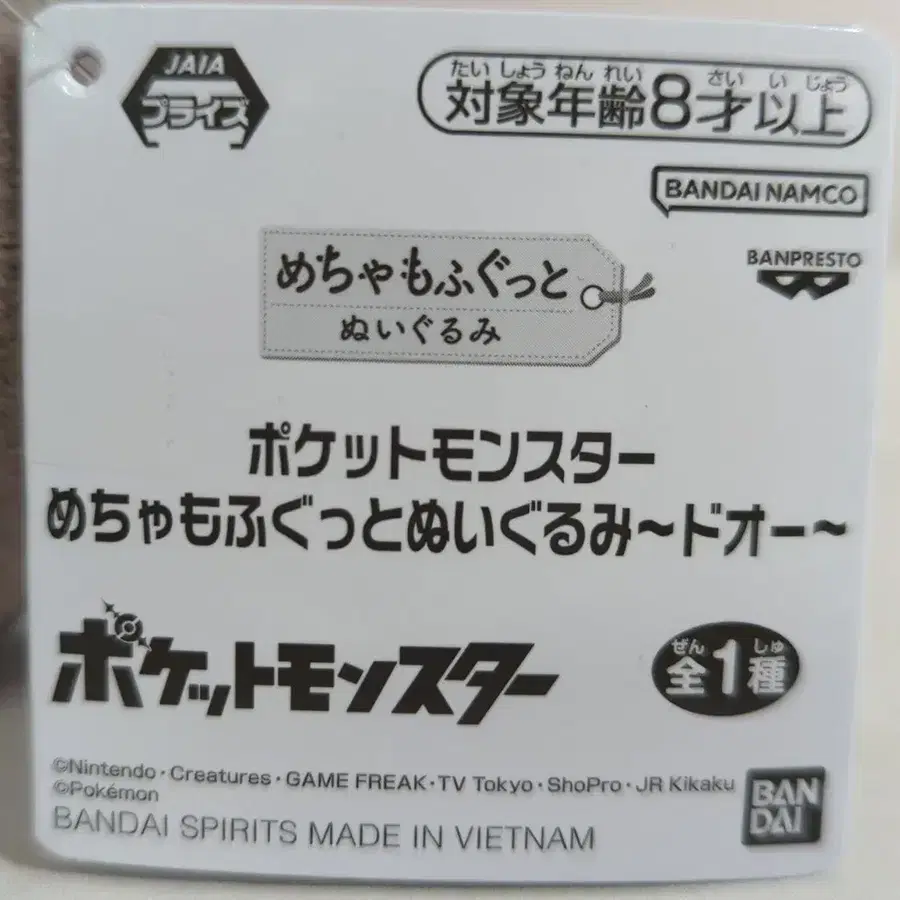 JAIA
プライズ
たいしょうねんれい さいいじょう
対象年齢8才以上
BANDAI NAMCO
BANPRESTO
めちゃもふぐっと
ぬいぐるみ
ポケットモンスター
めちゃもふぐっとぬいぐるみ~ドオー~
ポケットモンスター
ぜん しゅ
全1種
©Nintendo・Creatures・GAME FREAK・TV Tokyo・ShoPro・JR Kikaku
©Pokémon
BANDAI SPIRITS MADE IN VIETNAM
BAN
DAI